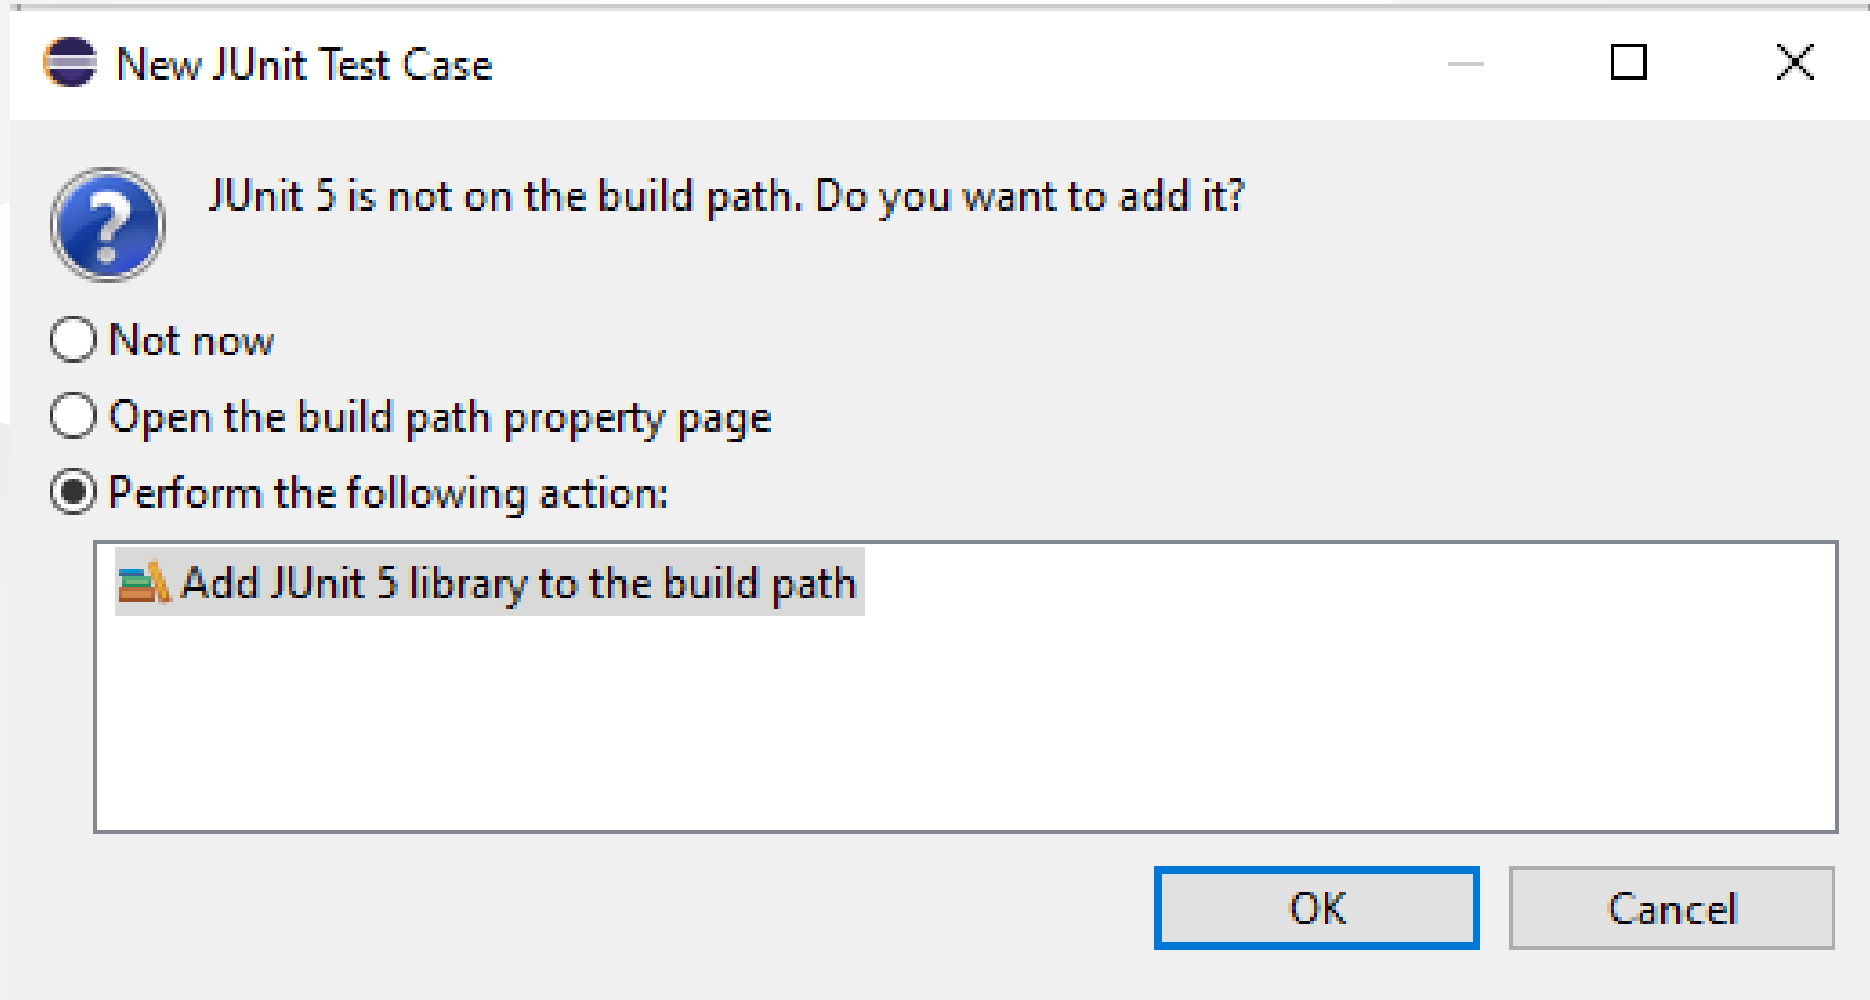 New JUnit Test Case
JUnit 5 is not on the build path. Do you want to add it?
Not now
Open the build path property page
Perform the following action:
Add JUnit 5 library to the build path
OK
Cancel